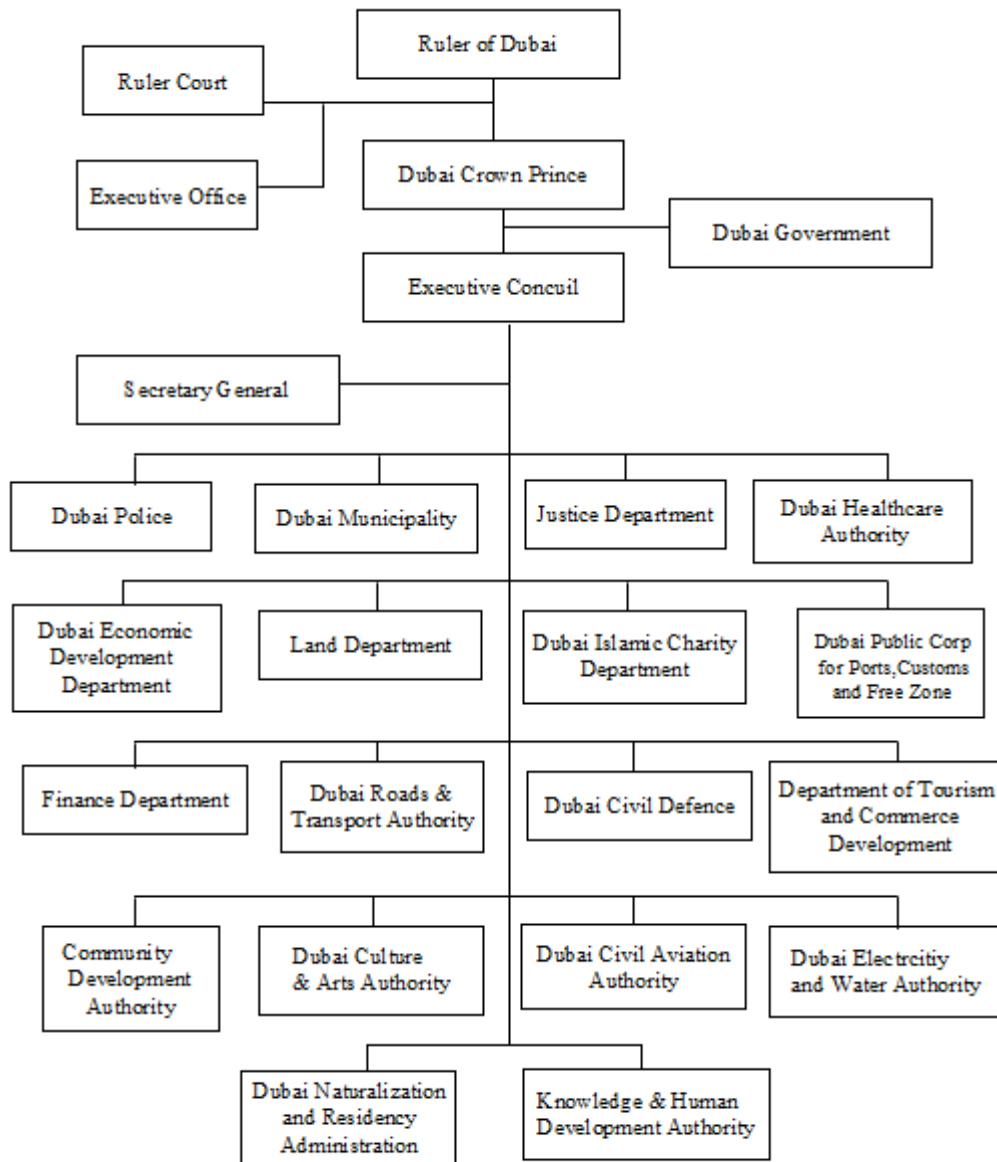 Ruler of Dubai
Ruler Court
Dubai Crown Prince
Executive Office
Dubai Government
Executive Concuil
Secretary General
Dubai Police
Dubai Municipality
Justice Department
Dubai Healthcare
Authority
Dubai Economic
Development
Department
Land Department
Dubai Islamic Charity
Department
Dubai Public Corp
for Ports,Customs
and Free Zone
Finance Department
Dubai Roads &
Transport Authority
Dubai Civil Defence
Department of Tourism
and Commerce
Development
Community
Development
Authority
Dubai Culture
& Arts Authority
Dubai Civil Aviation
Authority
Dubai Electrcitiy
and Water Authority
Dubai Naturalization
and Residency
Administration
Knowledge & Human
Development Authority